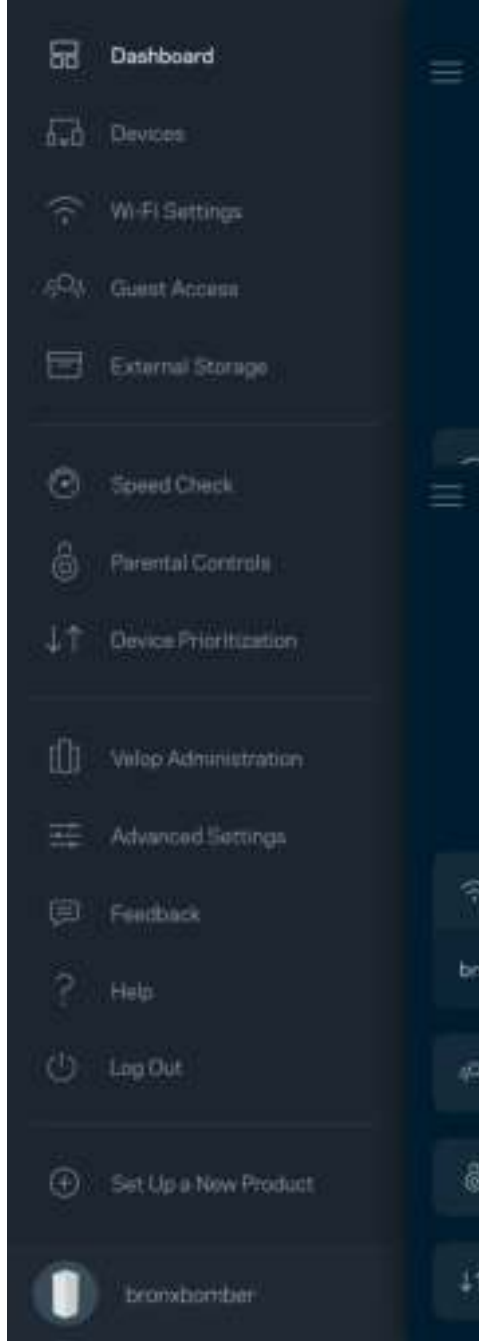 Dashboard
Devices
Wi-Fi Settings
Guest Access
External Storage
Speed Check
Parental Controls
Device Prioritization
Velop Administration
Advanced Settings
Feedback
Help
Log Out
Set Up a New Product
bronxbomber
br